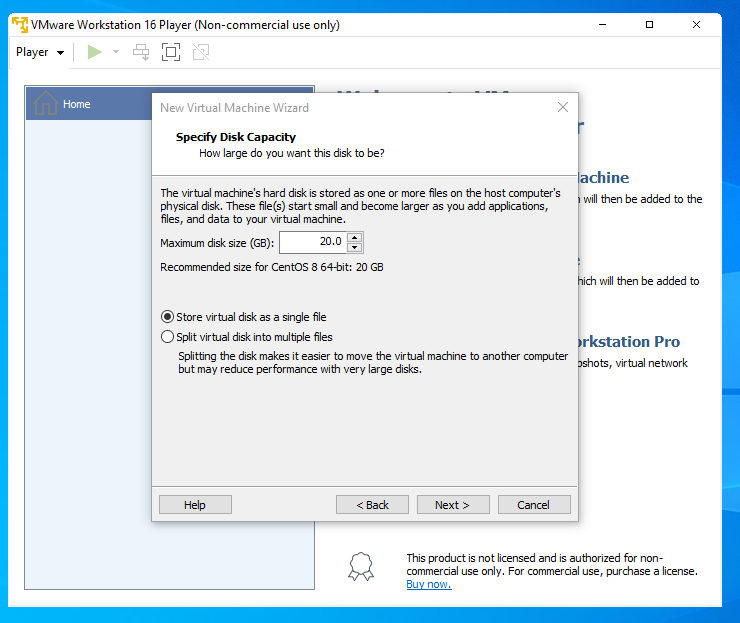 VMware Workstation 16 Player (Non-commercial use only)
Player
Home
New Virtual Machine Wizard
Specify Disk Capacity
How large do you want this disk to be?
The virtual machine's hard disk is stored as one or more files on the host computer's
physical disk. These file(s) start small and become larger as you add applications,
files, and data to your virtual machine.
Maximum disk size (GB):
20.0
Recommended size for CentOS 8 64-bit: 20 GB
Store virtual disk as a single file
Split virtual disk into multiple files
Splitting the disk makes it easier to move the virtual machine to another computer
but may reduce performance with very large disks.
Help
< Back
Next >
Cancel
will then be added to the
which will then be added to
Pro
virtual network
This product is not licensed and is authorized for non-
commercial use only. For commercial use, purchase a license.
Buy now.